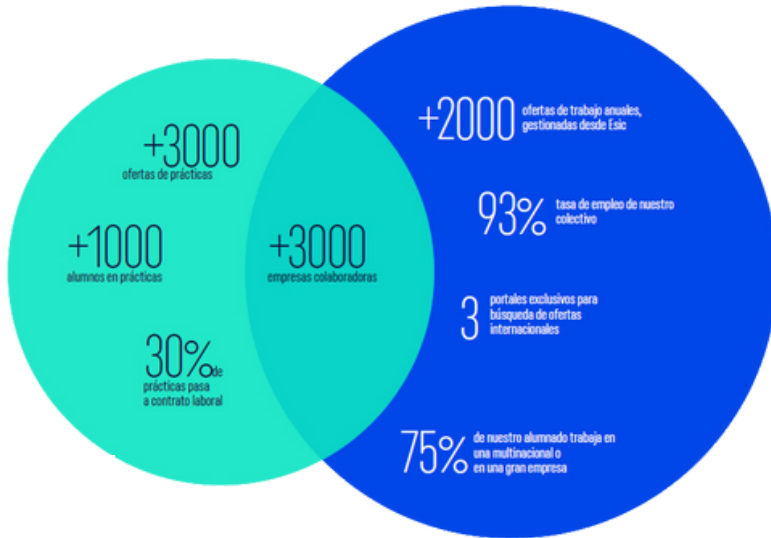 +3000
ofertas de prácticas
+1000
alumnos en prácticas
30% de
prácticas pasa
a contrato laboral
+3000
empresas colaboradoras
+2000 ofertas de trabajo anuales,
gestionadas desde Esic
93% tasa de empleo de nuestro
colectivo
3 portales exclusivos para
búsqueda de ofertas
internacionales
75% de nuestro alumnado trabaja en
una multinacional o
en una gran empresa